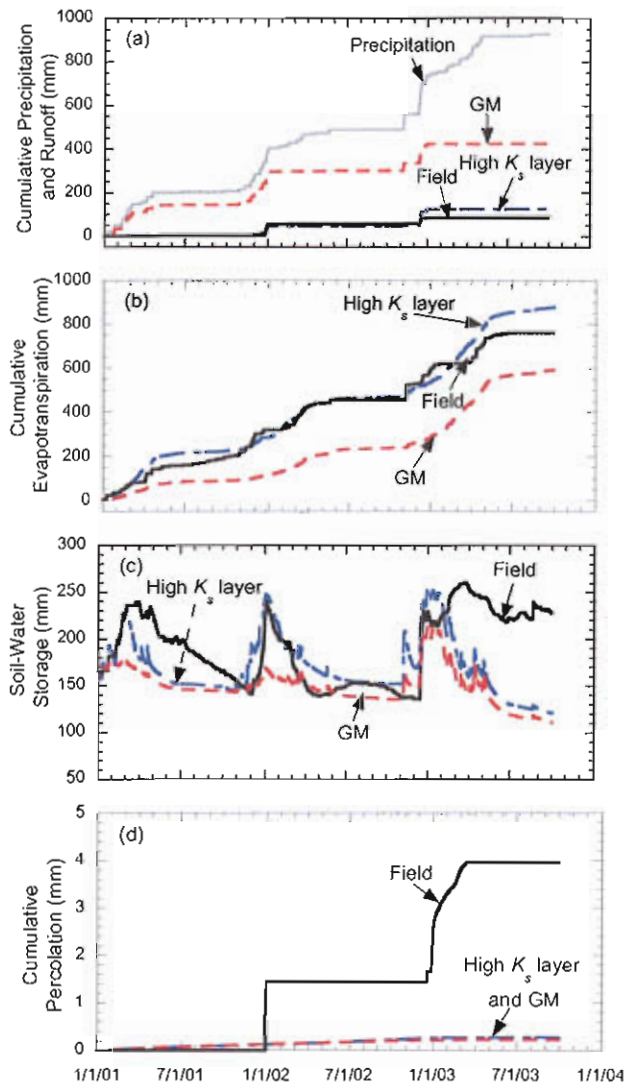 (a)
Cumulative Precipitation
and Runoff (mm)
1000
800
600
400
200
0
Precipitation
GM
High Ks layer
Field
(b)
Cumulative
Evapotranspiration (mm)
1000
800
600
400
200
0
High Ks layer
Field
GM
(c)
Soil-Water
Storage (mm)
300
250
200
150
100
50
High Ks layer
Field
GM
(d)
Cumulative
Percolation (mm)
5
4
3
2
1
0
Field
High Ks layer
and GM
1/1/01 7/1/01 1/1/02 7/1/02 1/1/03 7/1/03 1/1/04